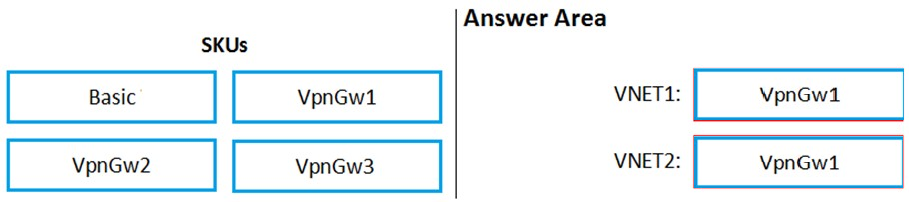 Answer Area
SKUs
Basic
VpnGw1
VNET1:
VpnGw1
VpnGw2
VpnGw3
VNET2:
VpnGw1